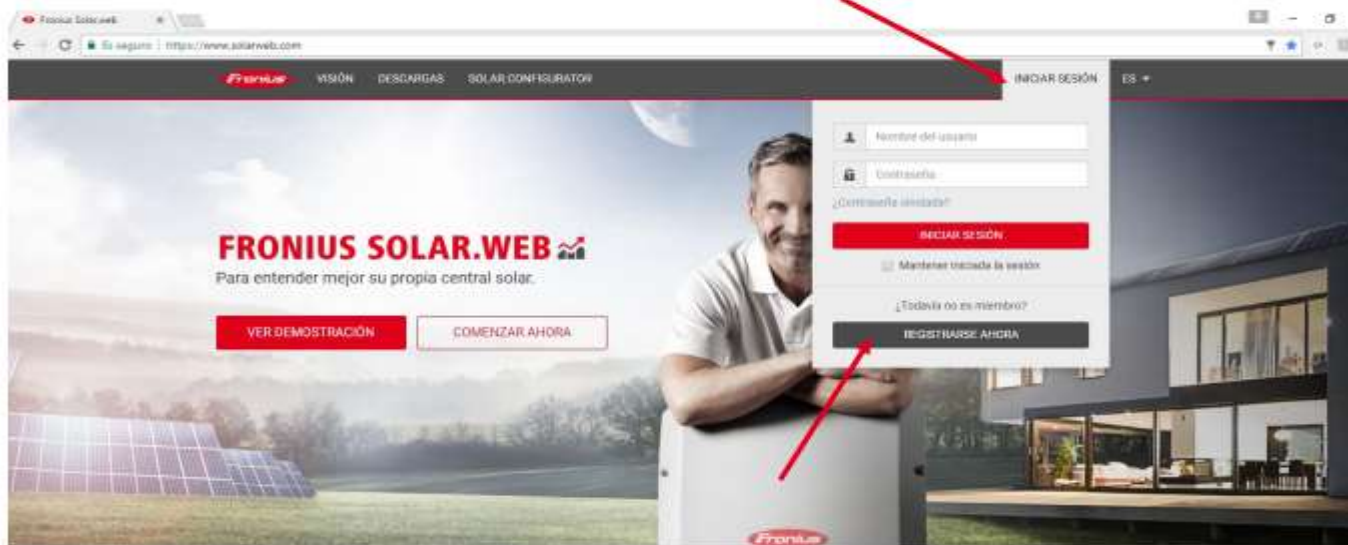 Fronius Solar.web
Es seguro https://www.solarweb.com
Fronius VISIÓN DESCARGAS SOLAR.CONFIGURATOR INICIAR SESIÓN ES
Nombre del usuario
Contraseña
¿Contraseña olvidada?
INICIAR SESIÓN
Mantener iniciada la sesión
¿Todavía no es miembro?
REGISTRARSE AHORA
FRONIUS SOLAR.WEB
Para entender mejor su propia central solar.
VER DEMOSTRACIÓN COMENZAR AHORA
Fronius